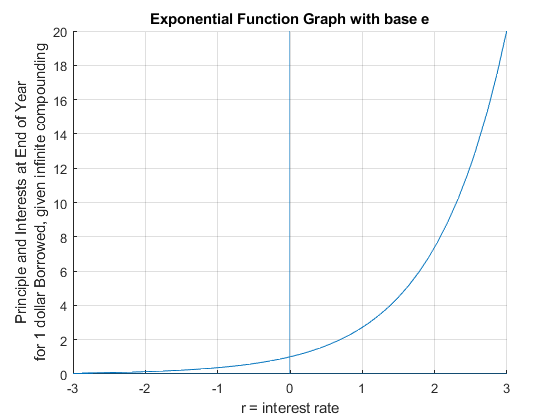 Exponential Function Graph with base e
Principle and Interests at End of Year
for 1 dollar Borrowed, given infinite compounding
20
18
16
14
12
10
8
6
4
2
0
-3 -2 -1 0 1 2 3
r = interest rate